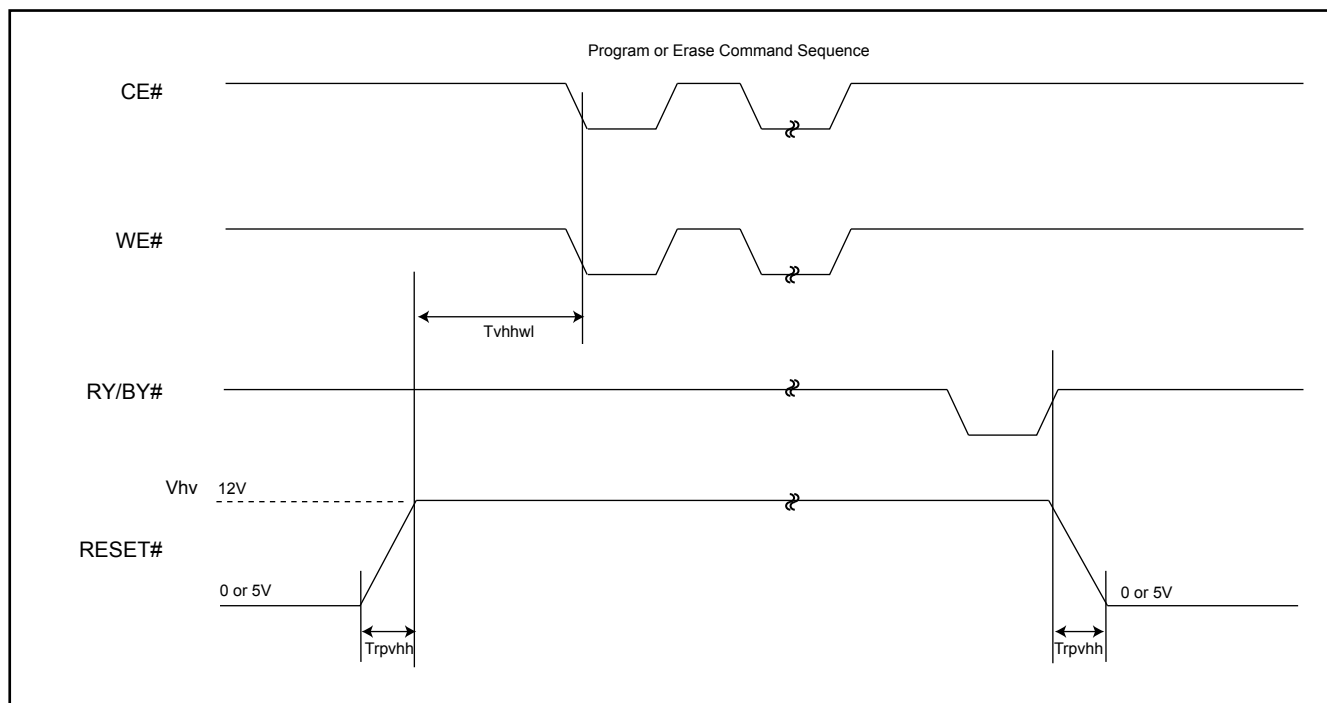 Program or Erase Command Sequence
CE#
WE#
Tvhhwl
RY/BY#
Vhv 12V
RESET#
0 or 5V
0 or 5V
Trpvhh
Trpvhh